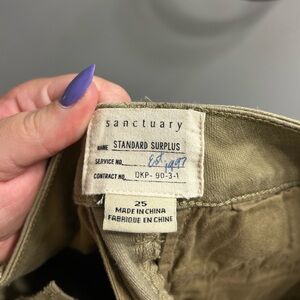 sanctuary
NAME STANDARD SURPLUS
SERVICE NO. Est. 1997
CONTRACT NO. DKP-90-3-1
25
MADE IN CHINA
FABRIQUE EN CHINE